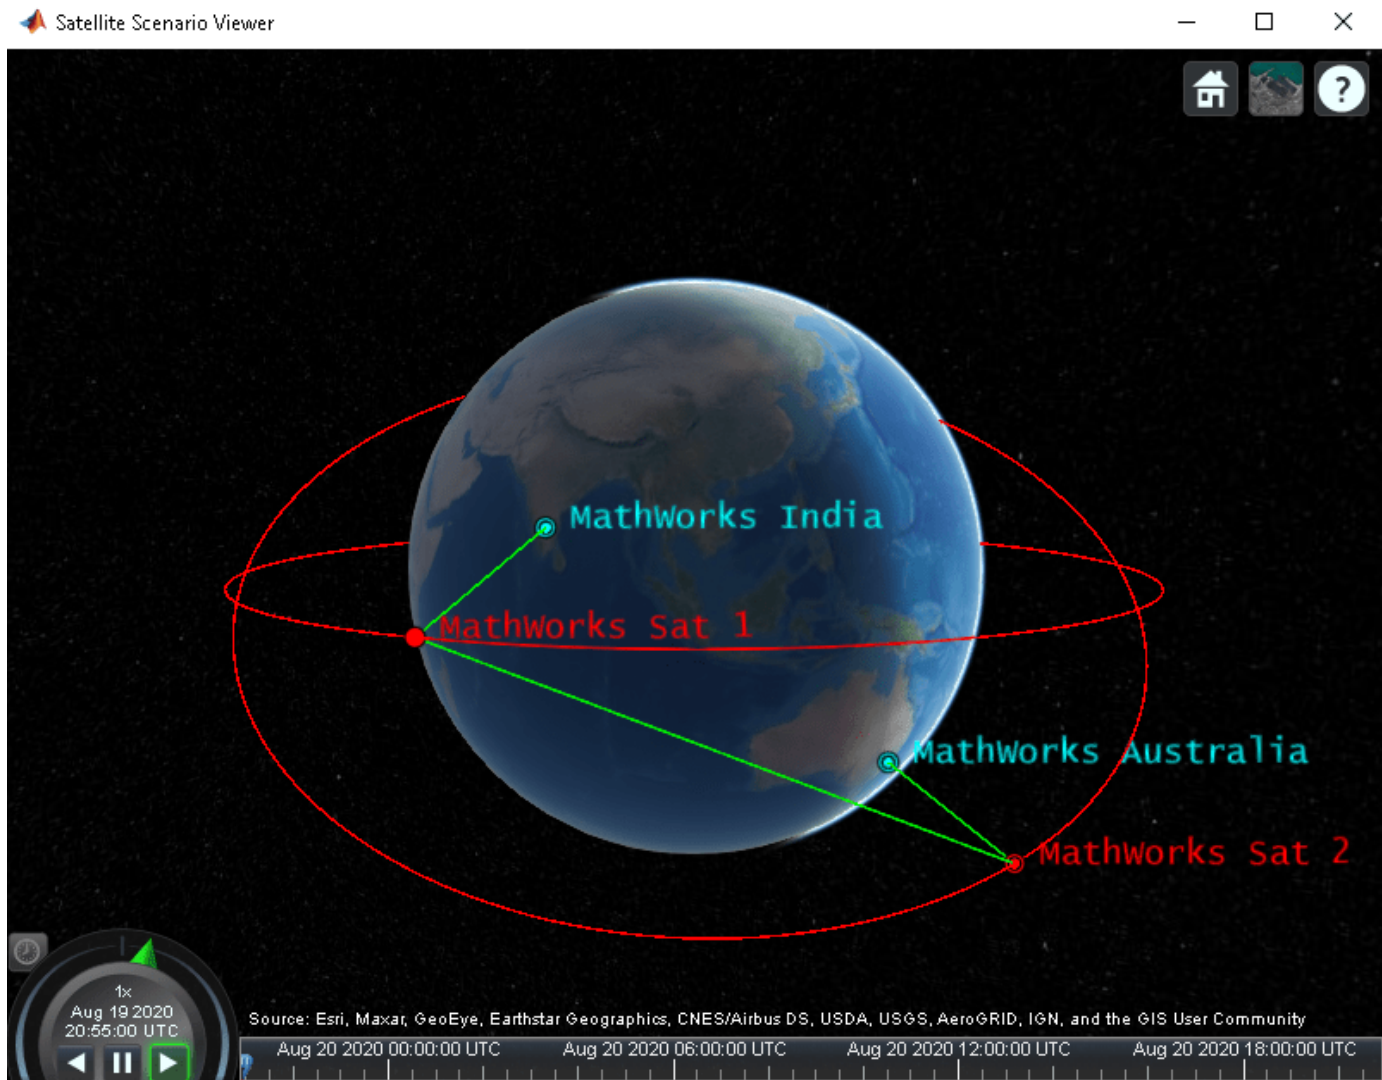 Satellite Scenario Viewer
?
MathWorks India
MathWorks Sat 1
MathWorks Australia
MathWorks Sat 2
1x
Aug 19 2020
20:55:00 UTC
Source: Esri, Maxar, GeoEye, Earthstar Geographics, CNES/Airbus DS, USDA, USGS, AeroGRID, IGN, and the GIS User Community
Aug 20 2020 00:00:00 UTC
Aug 20 2020 06:00:00 UTC
Aug 20 2020 12:00:00 UTC
Aug 20 2020 18:00:00 UTC